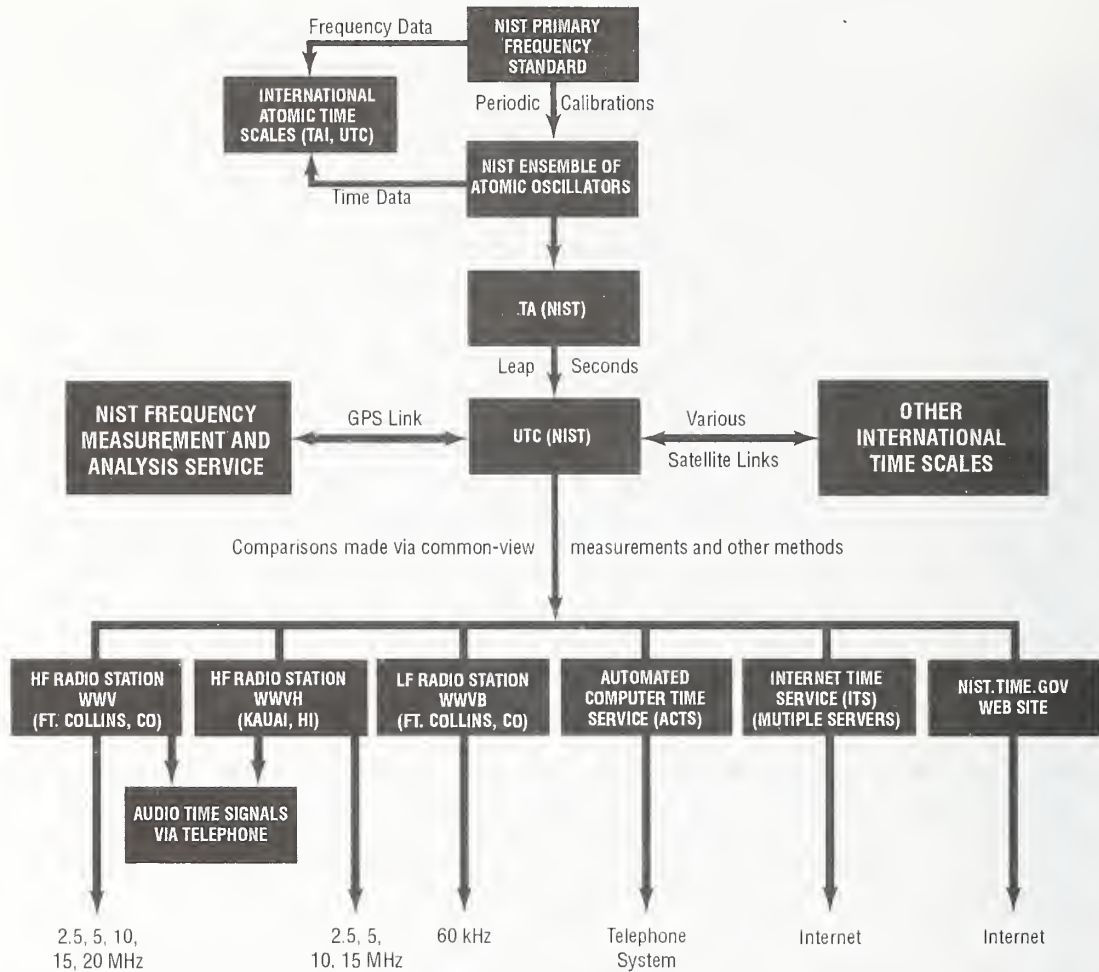 Frequency Data
NIST PRIMARY
FREQUENCY
STANDARD
INTERNATIONAL
ATOMIC TIME
SCALES (TAI, UTC)
Periodic Calibrations
NIST ENSEMBLE OF
ATOMIC OSCILLATORS
Time Data
.TA (NIST)
Leap Seconds
NIST FREQUENCY
MEASUREMENT AND
ANALYSIS SERVICE
GPS Link
UTC (NIST)
Various
Satellite Links
OTHER
INTERNATIONAL
TIME SCALES
Comparisons made via common-view measurements and other methods
HF RADIO STATION
WWV
(FT. COLLINS, CO)
HF RADIO STATION
WWVH
(KAUAI, HI)
LF RADIO STATION
WWVB
(FT. COLLINS, CO)
AUTOMATED
COMPUTER TIME
SERVICE (ACTS)
INTERNET TIME
SERVICE (ITS)
(MUTIPLE SERVERS)
NIST.TIME.GOV
WEB SITE
AUDIO TIME SIGNALS
VIA TELEPHONE
2.5, 5, 10,
15, 20 MHz
2.5, 5,
10, 15 MHz
60 kHz
Telephone
System
Internet
Internet